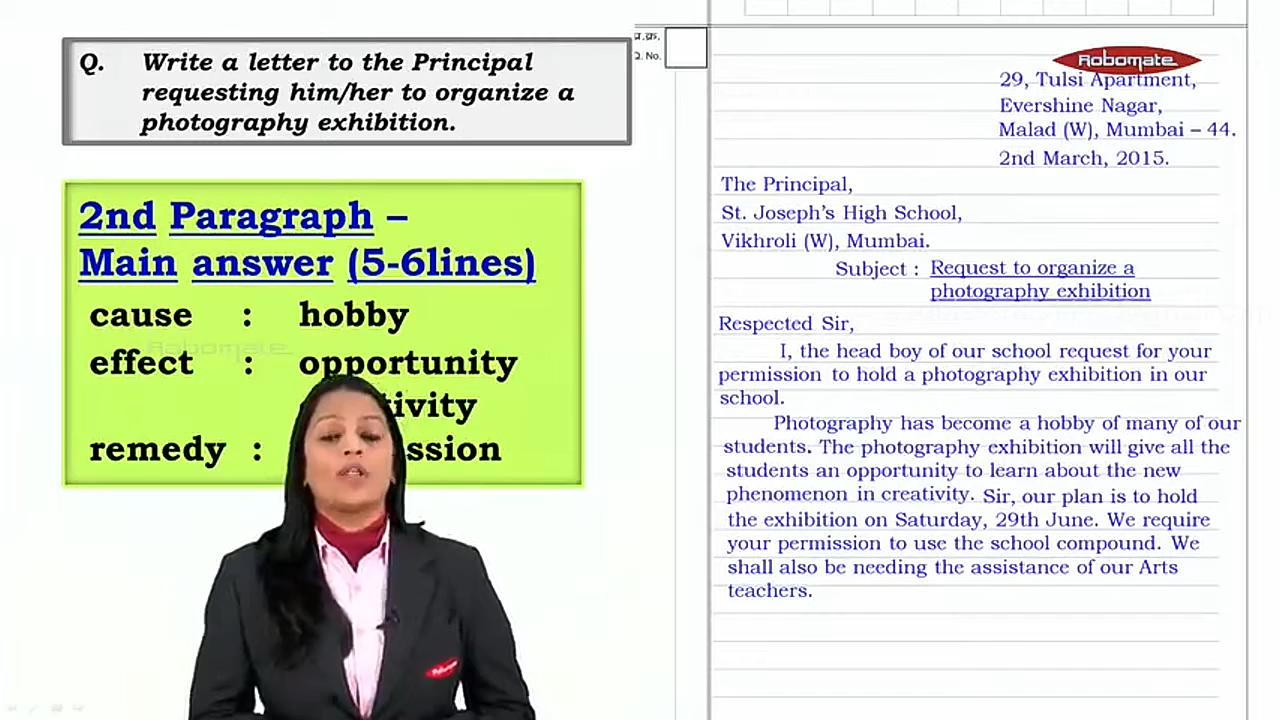 Q. Write a letter to the Principal
requesting him/her to organize a
photography exhibition.
2nd Paragraph –
Main answer (5-6lines)
cause : hobby
effect : opportunity
remedy :
Robomate
प्र.क्र.
Q. No.
Robomate
29, Tulsi Apartment,
Evershine Nagar,
Malad (W), Mumbai – 44.
2nd March, 2015.
The Principal,
St. Joseph's High School,
Vikhroli (W), Mumbai.
Subject : Request to organize a
photography exhibition
Respected Sir,
I, the head boy of our school request for your
permission to hold a photography exhibition in our
school.
Photography has become a hobby of many of our
students. The photography exhibition will give all the
students an opportunity to learn about the new
phenomenon in creativity. Sir, our plan is to hold
the exhibition on Saturday, 29th June. We require
your permission to use the school compound. We
shall also be needing the assistance of our Arts
teachers.